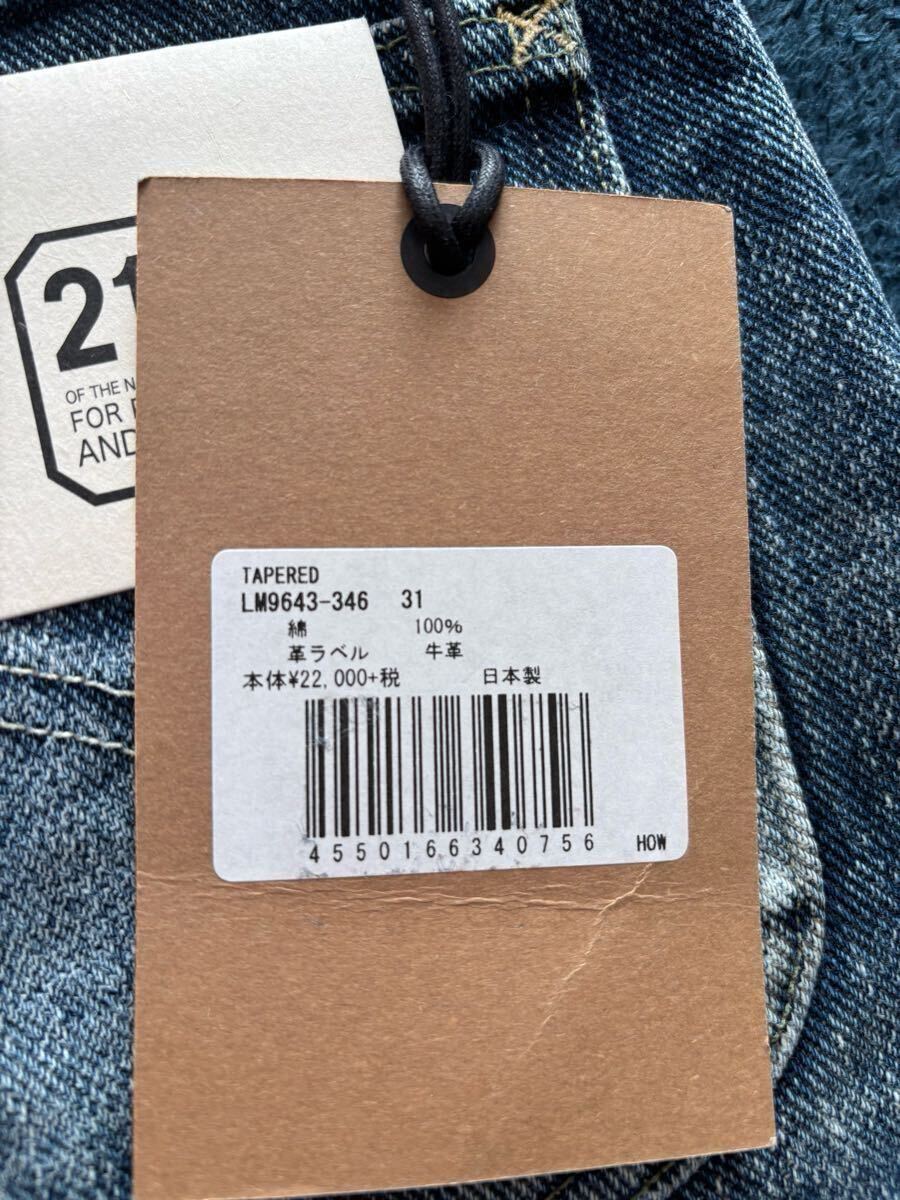 21
OF THE
FOR
AND
TAPERED
LM9643-346 31
綿 100%
革ラベル 牛革
本体¥22,000+税 日本製
4550166340756 HOW